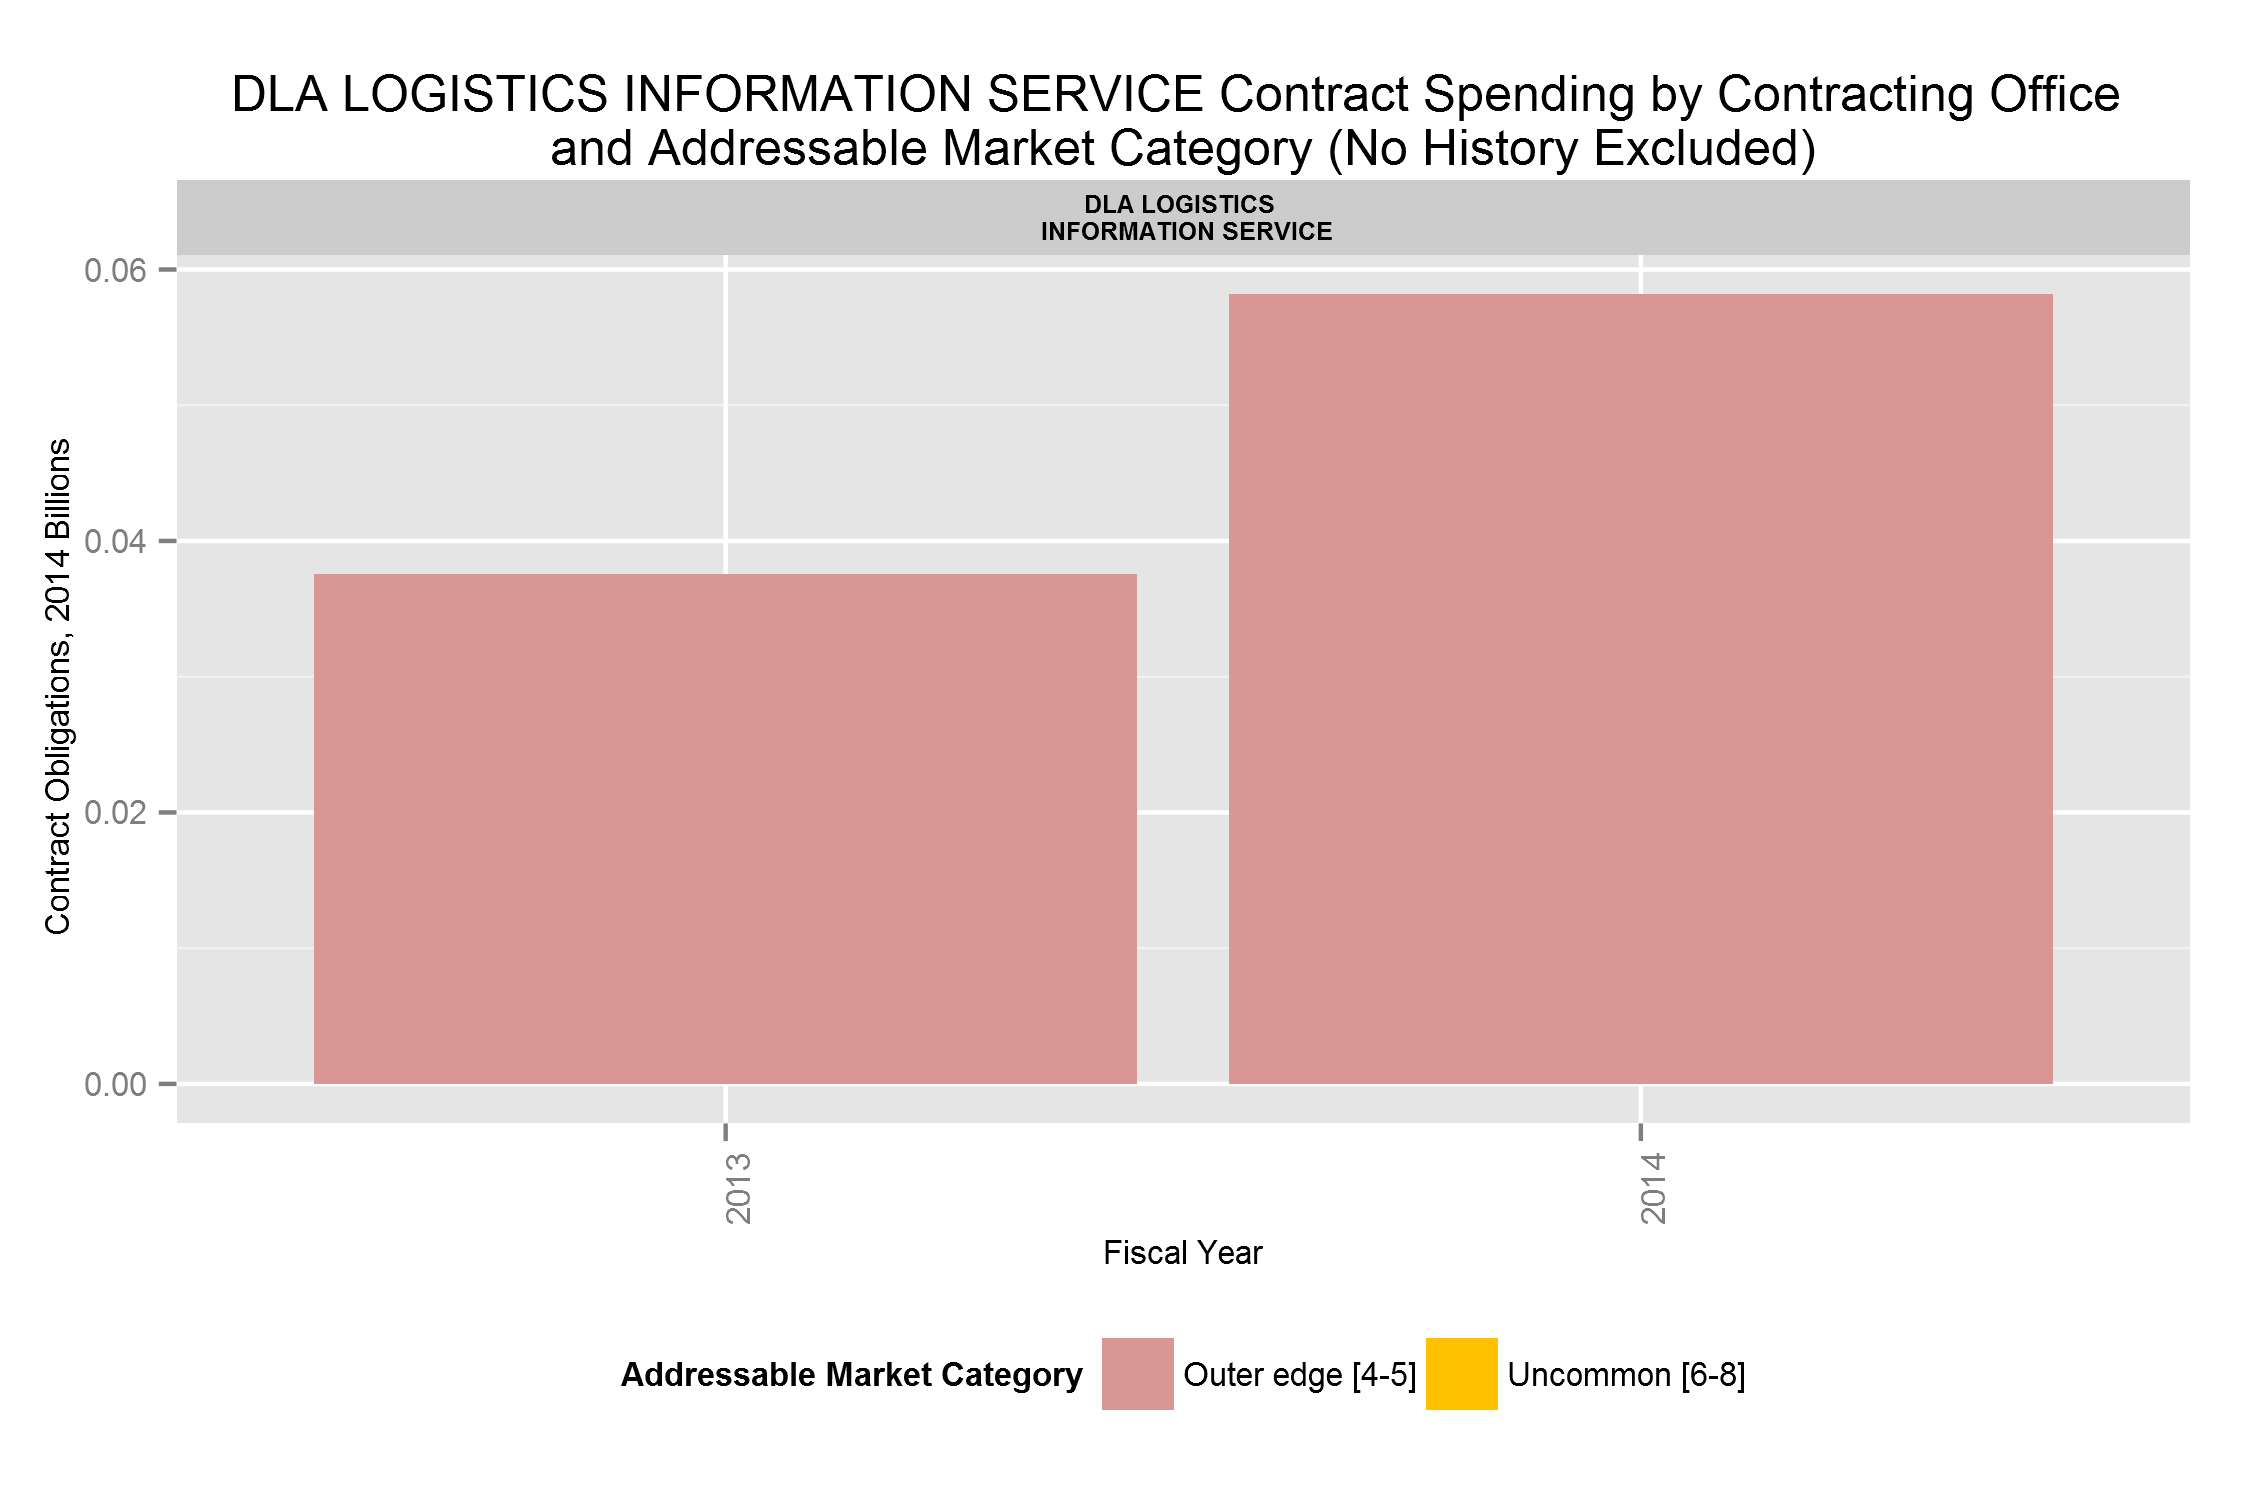 DLA LOGISTICS INFORMATION SERVICE Contract Spending by Contracting Office
and Addressable Market Category (No History Excluded)
DLA LOGISTICS
INFORMATION SERVICE
Contract Obligations, 2014 Billions
0.06
0.04
0.02
0.00
2013
2014
Fiscal Year
Addressable Market Category
Outer edge [4-5]
Uncommon [6-8]